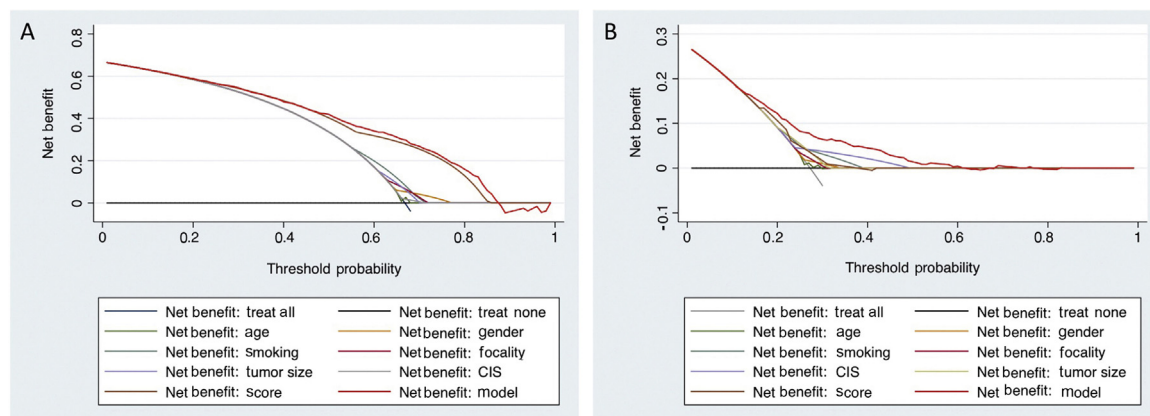 A
0.8
0.6
0.4
0.2
0
Net benefit
0 0.2 0.4 0.6 0.8 1
Threshold probability
Net benefit: treat all Net benefit: treat none
Net benefit: age Net benefit: gender
Net benefit: smoking Net benefit: focality
Net benefit: tumor size Net benefit: CIS
Net benefit: score Net benefit: model
B
0.3
0.2
0.1
0
-0.1
Net benefit
0 0.2 0.4 0.6 0.8 1
Threshold probability
Net benefit: treat all Net benefit: treat none
Net benefit: age Net benefit: gender
Net benefit: smoking Net benefit: focality
Net benefit: CIS Net benefit: tumor size
Net benefit: score Net benefit: model